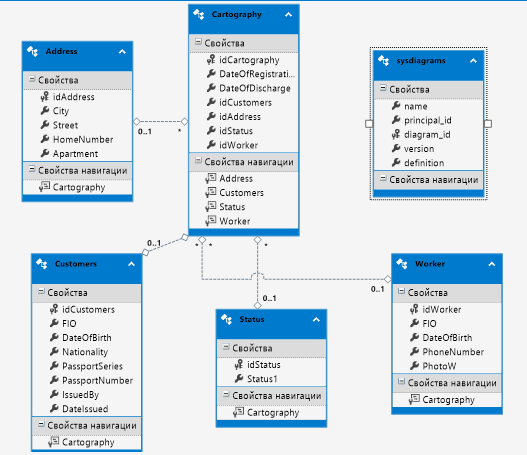 Cartography
Свойства
idCartography
DateOfRegistrati...
DateOfDischarge
idCustomers
idAddress
idStatus
idWorker
Свойства навигации
Address
Customers
Status
Worker
Address
Свойства
idAddress
City
Street
HomeNumber
Apartment
Свойства навигации
Cartography
sysdiagrams
Свойства
name
principal_id
diagram_id
version
definition
Свойства навигации
0..1
*
0..1
*
*
*
0..1
0..1
Customers
Свойства
idCustomers
FIO
DateOfBirth
Nationality
PassportSeries
PassportNumber
IssuedBy
DateIssued
Свойства навигации
Cartography
Status
Свойства
idStatus
Status1
Свойства навигации
Cartography
Worker
Свойства
idWorker
FIO
DateOfBirth
PhoneNumber
PhotoW
Свойства навигации
Cartography